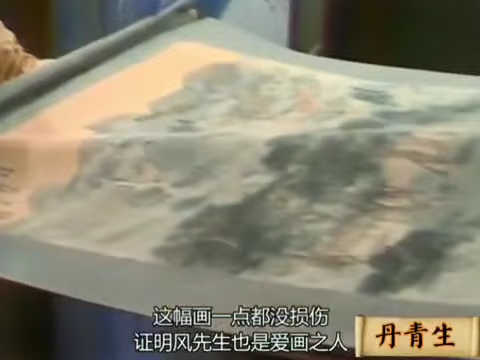 这幅画一点都没损伤
证明风先生也是爱画之人
丹青生